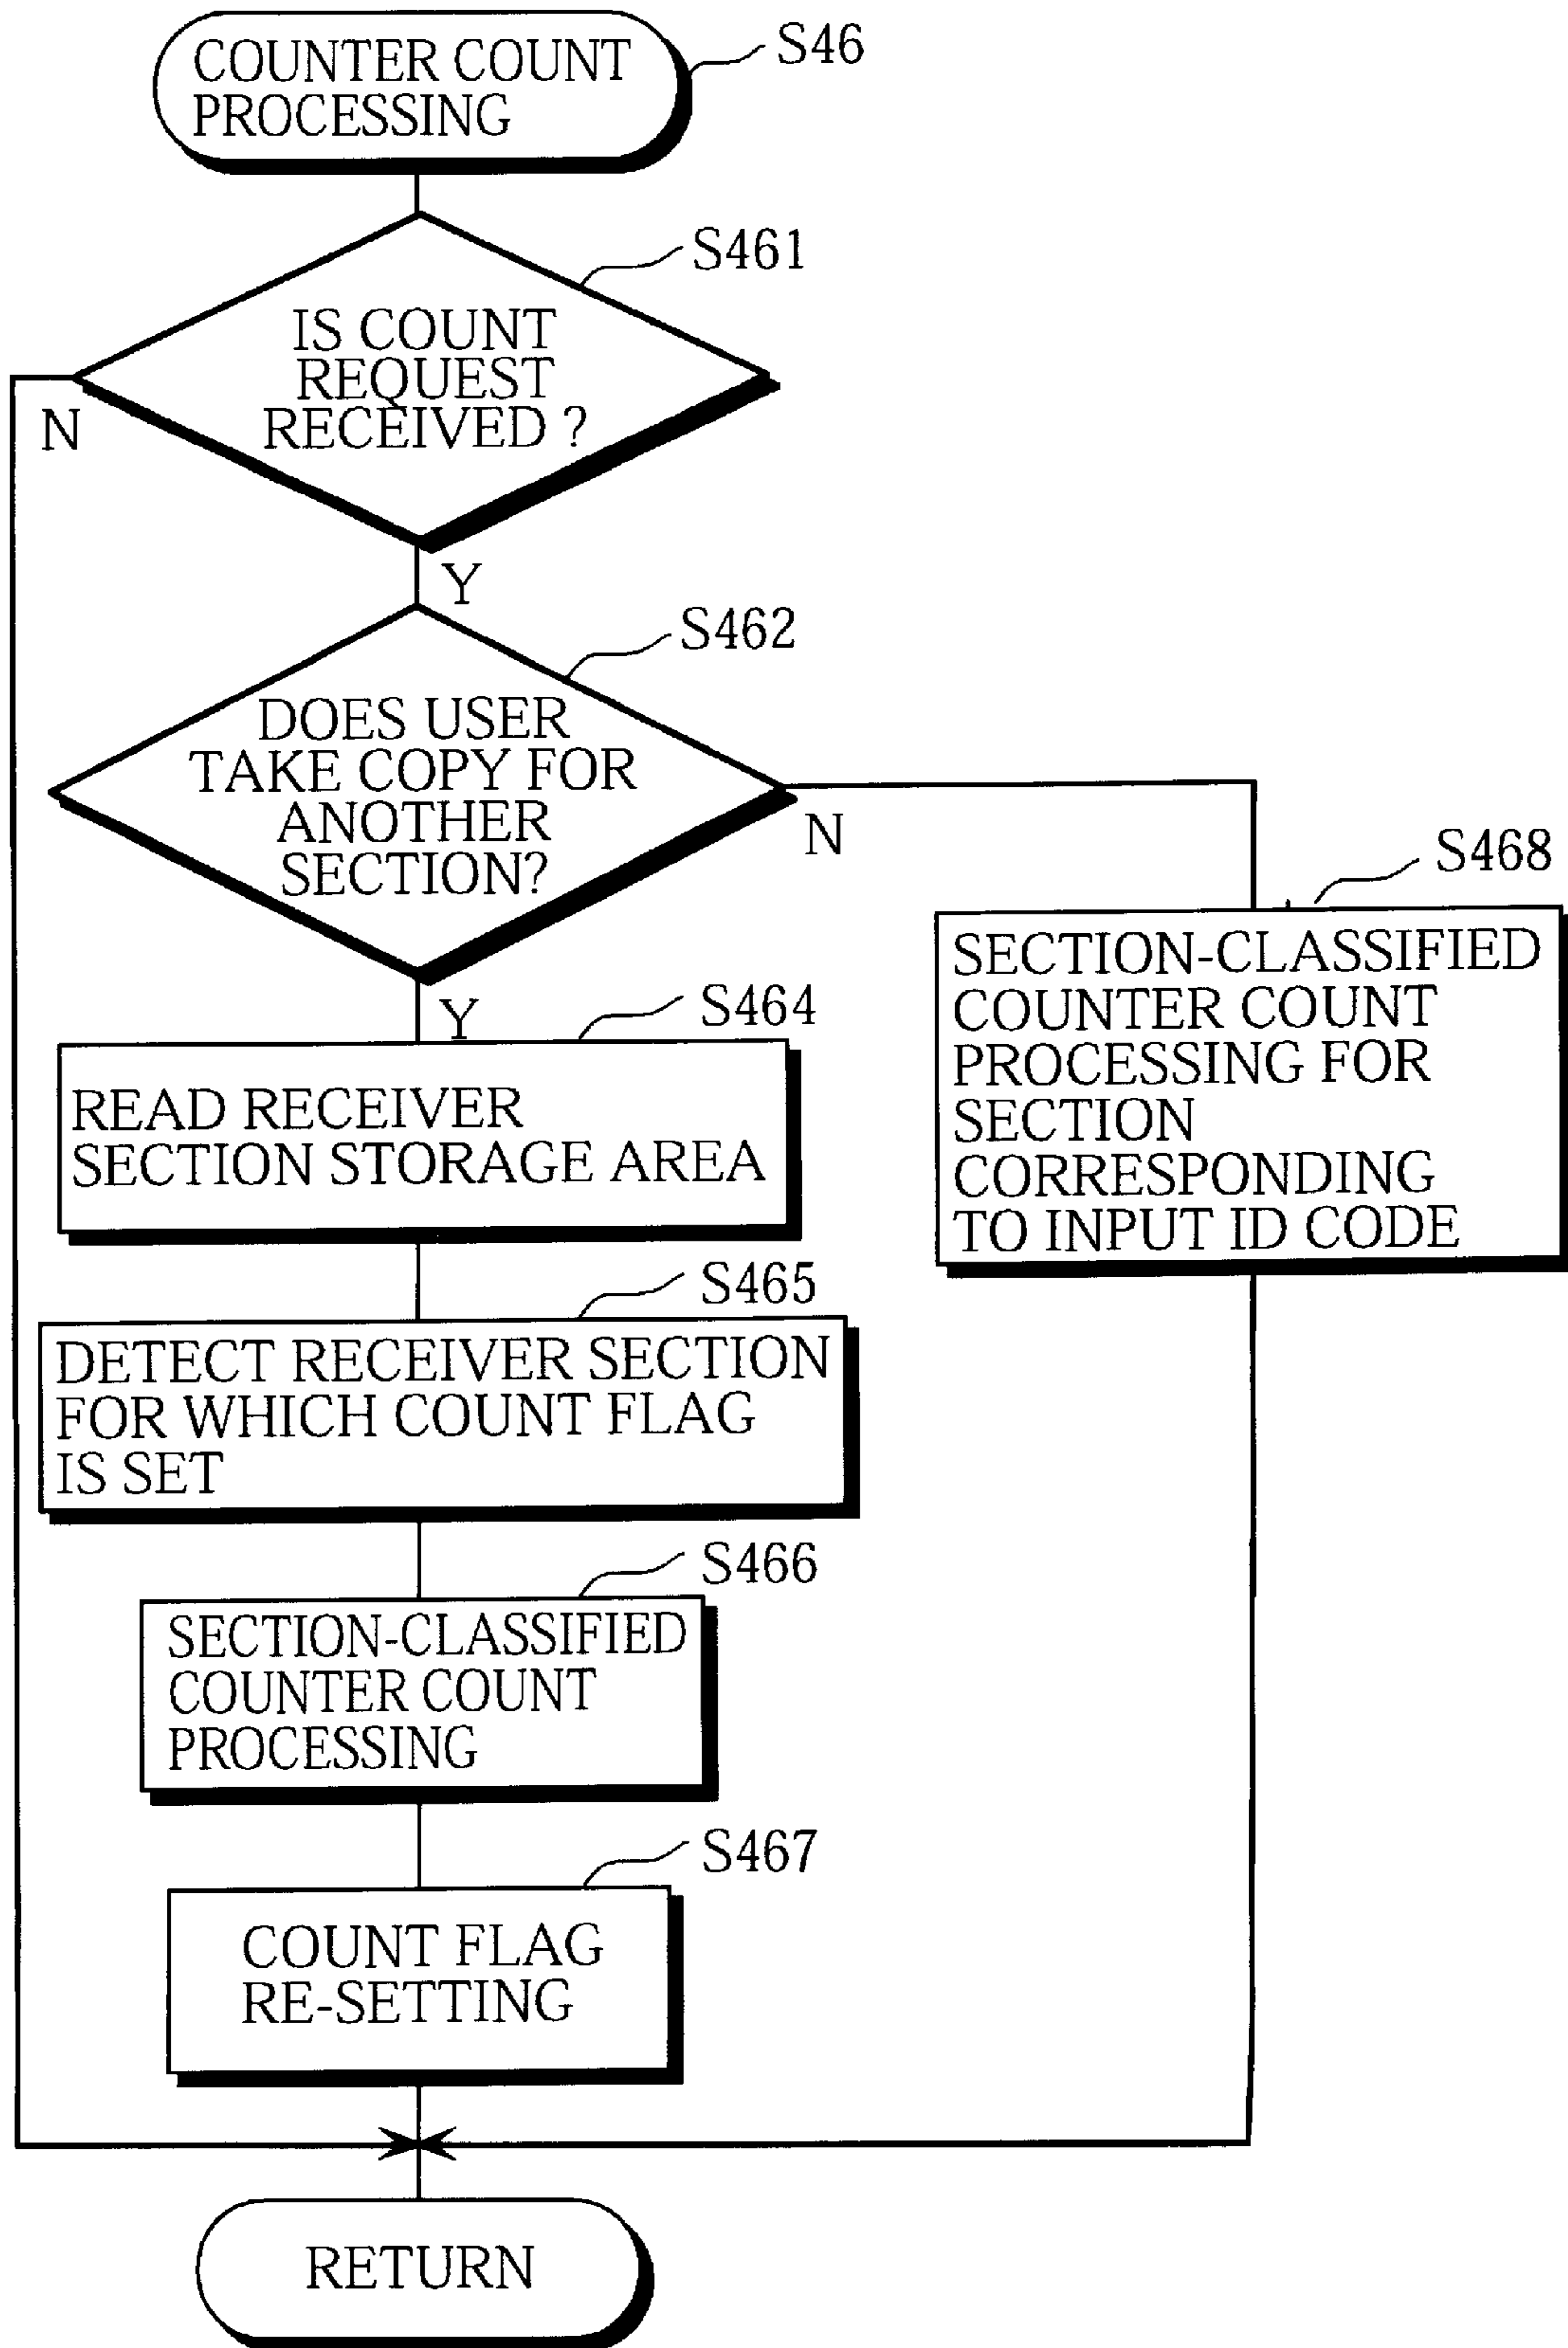 COUNTER COUNT
PROCESSING
S46
S461
IS COUNT
REQUEST
RECEIVED ?
N
Y
S462
DOES USER
TAKE COPY FOR
ANOTHER
SECTION?
N
Y
S468
SECTION-CLASSIFIED
COUNTER COUNT
PROCESSING FOR
SECTION
CORRESPONDING
TO INPUT ID CODE
S464
READ RECEIVER
SECTION STORAGE AREA
S465
DETECT RECEIVER SECTION
FOR WHICH COUNT FLAG
IS SET
S466
SECTION-CLASSIFIED
COUNTER COUNT
PROCESSING
S467
COUNT FLAG
RE-SETTING
RETURN